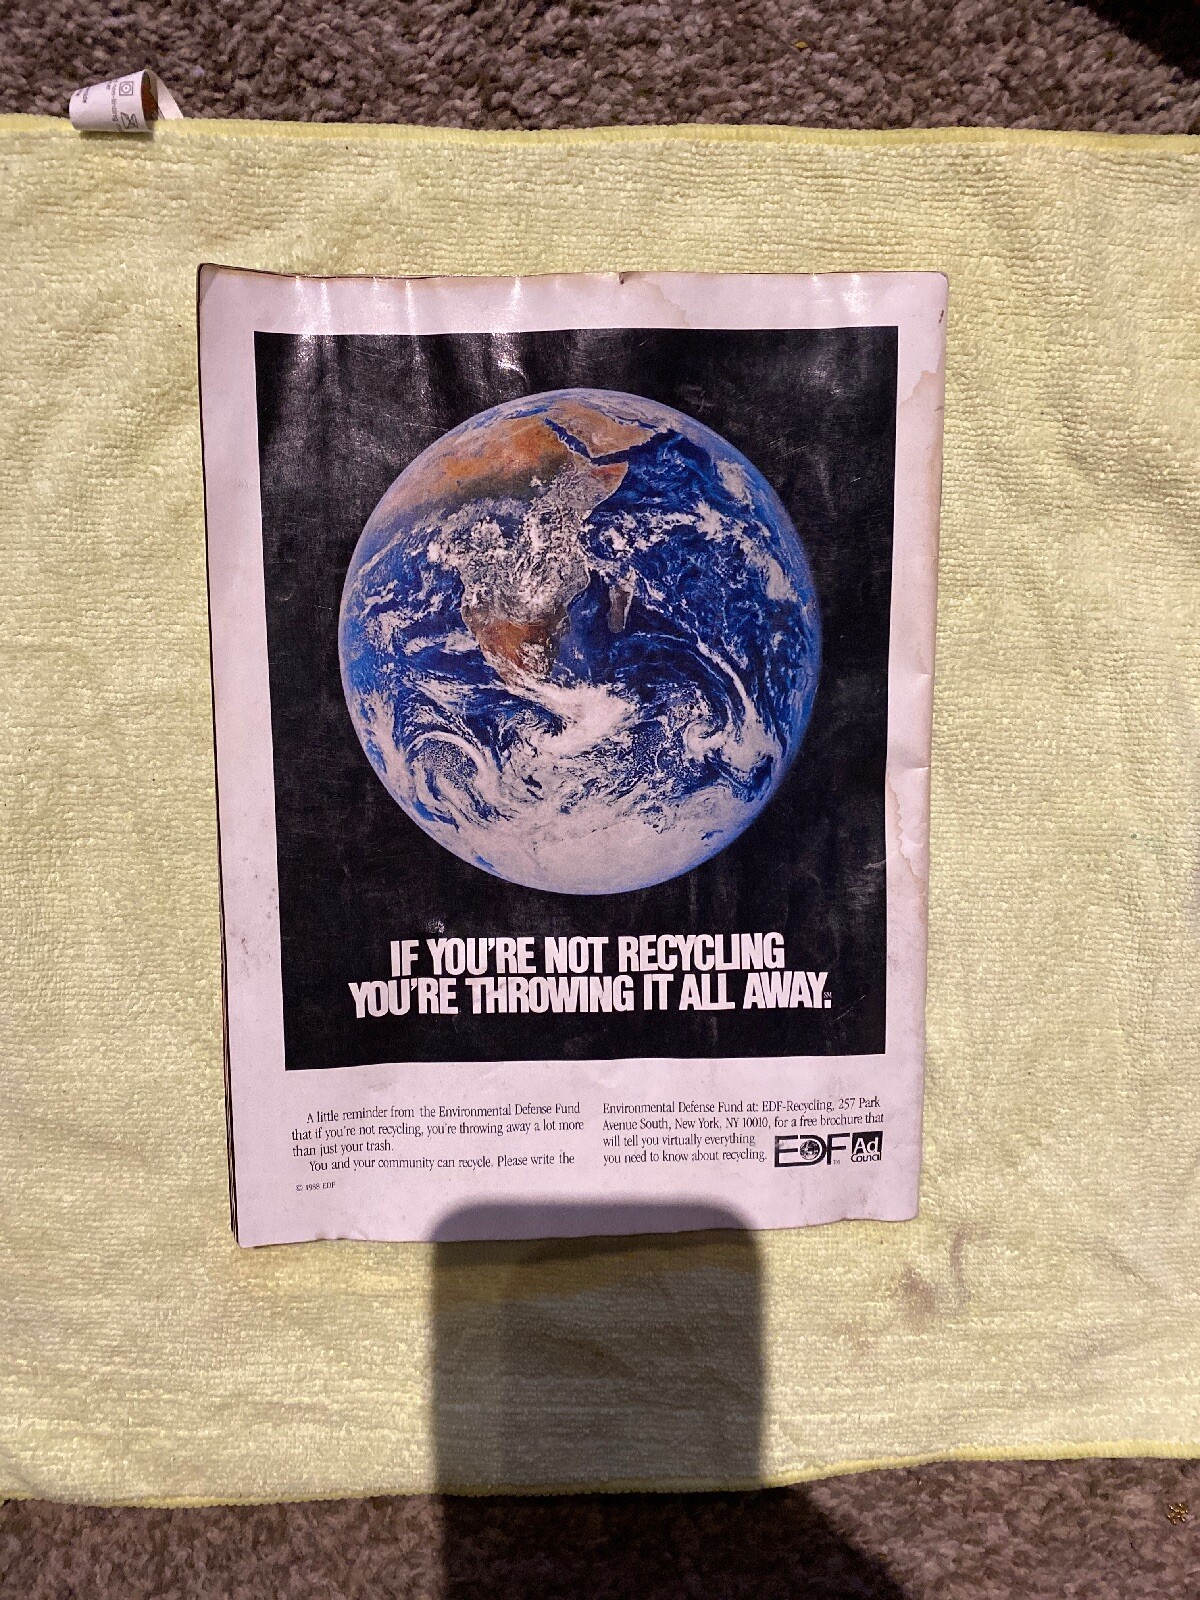 IF YOU'RE NOT RECYCLING
YOU'RE THROWING IT ALL AWAY.℠
A little reminder from the Environmental Defense Fund
that if you're not recycling, you're throwing away a lot more
than just your trash.
You and your community can recycle. Please write the
Environmental Defense Fund at: EDF-Recycling, 257 Park
Avenue South, New York, NY 10010, for a free brochure that
will tell you virtually everything
you need to know about recycling.
EDF™
Ad
Council
© 1988 EDF